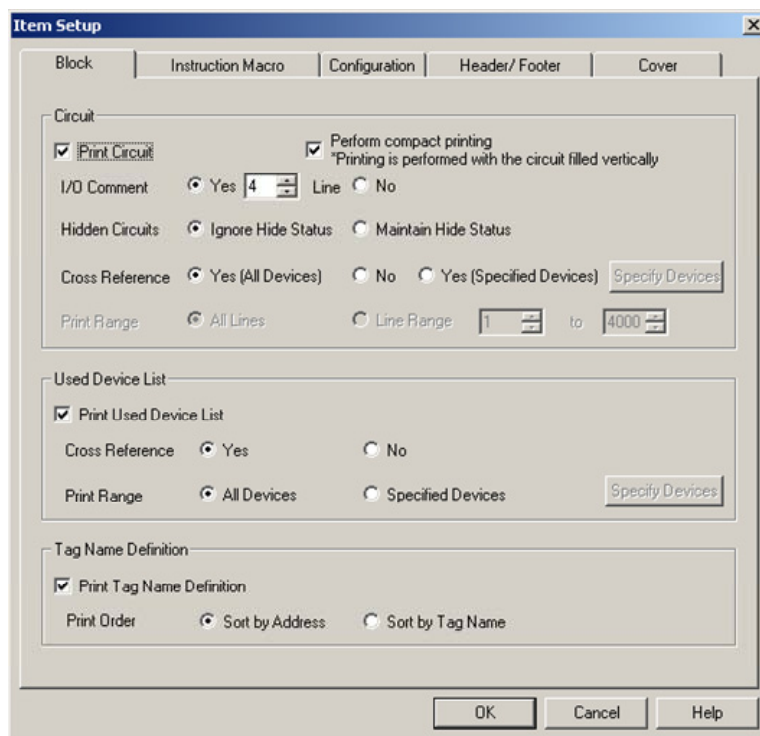 Item Setup
Block Instruction Macro Configuration Header/ Footer Cover
Circuit
Print Circuit Perform compact printing
*Printing is performed with the circuit filled vertically
I/O Comment Yes 4 Line No
Hidden Circuits Ignore Hide Status Maintain Hide Status
Cross Reference Yes (All Devices) No Yes (Specified Devices) Specify Devices
Print Range All Lines Line Range 1 to 4000
Used Device List
Print Used Device List
Cross Reference Yes No
Print Range All Devices Specified Devices Specify Devices
Tag Name Definition
Print Tag Name Definition
Print Order Sort by Address Sort by Tag Name
OK Cancel Help